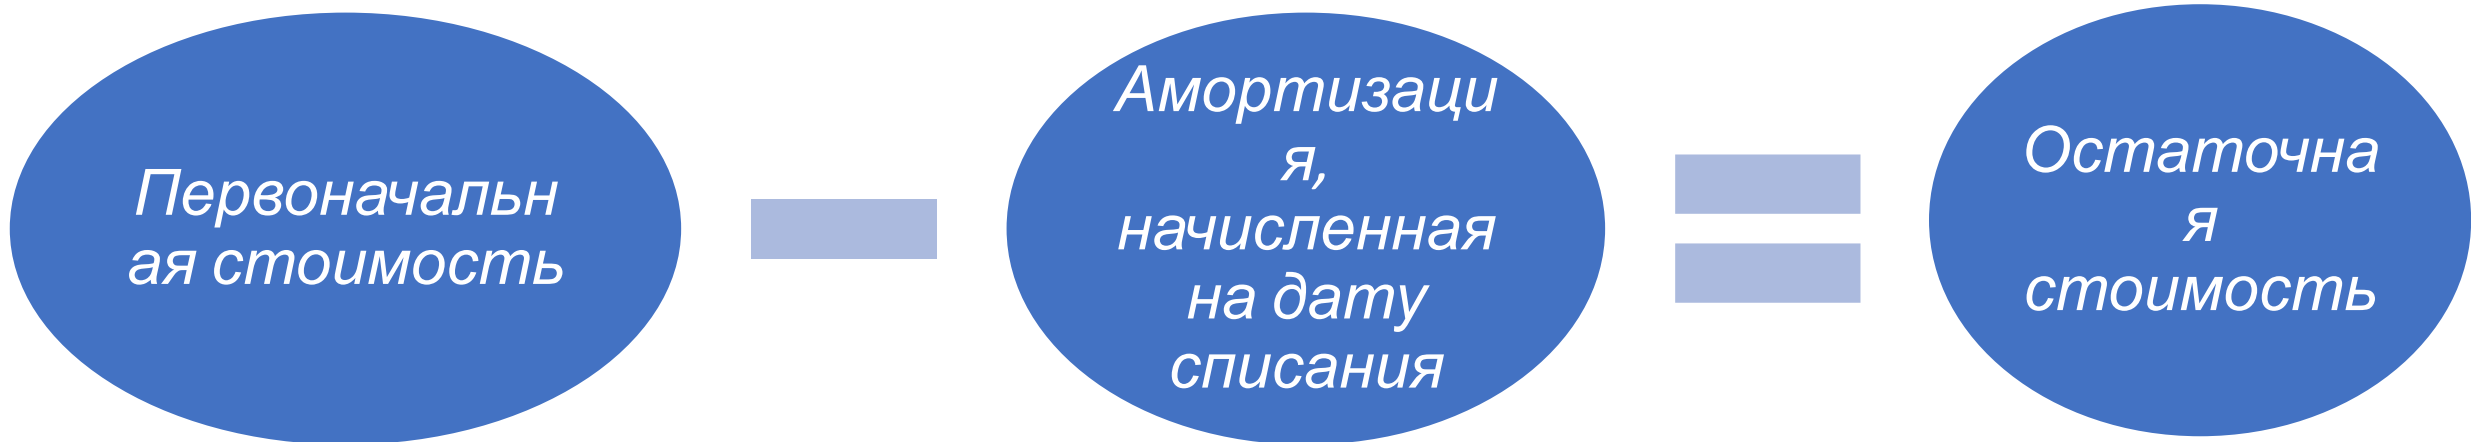 Первоначальн
ая стоимость
Амортизаци
я,
начисленная
на дату
списания
Остаточна
я
стоимость